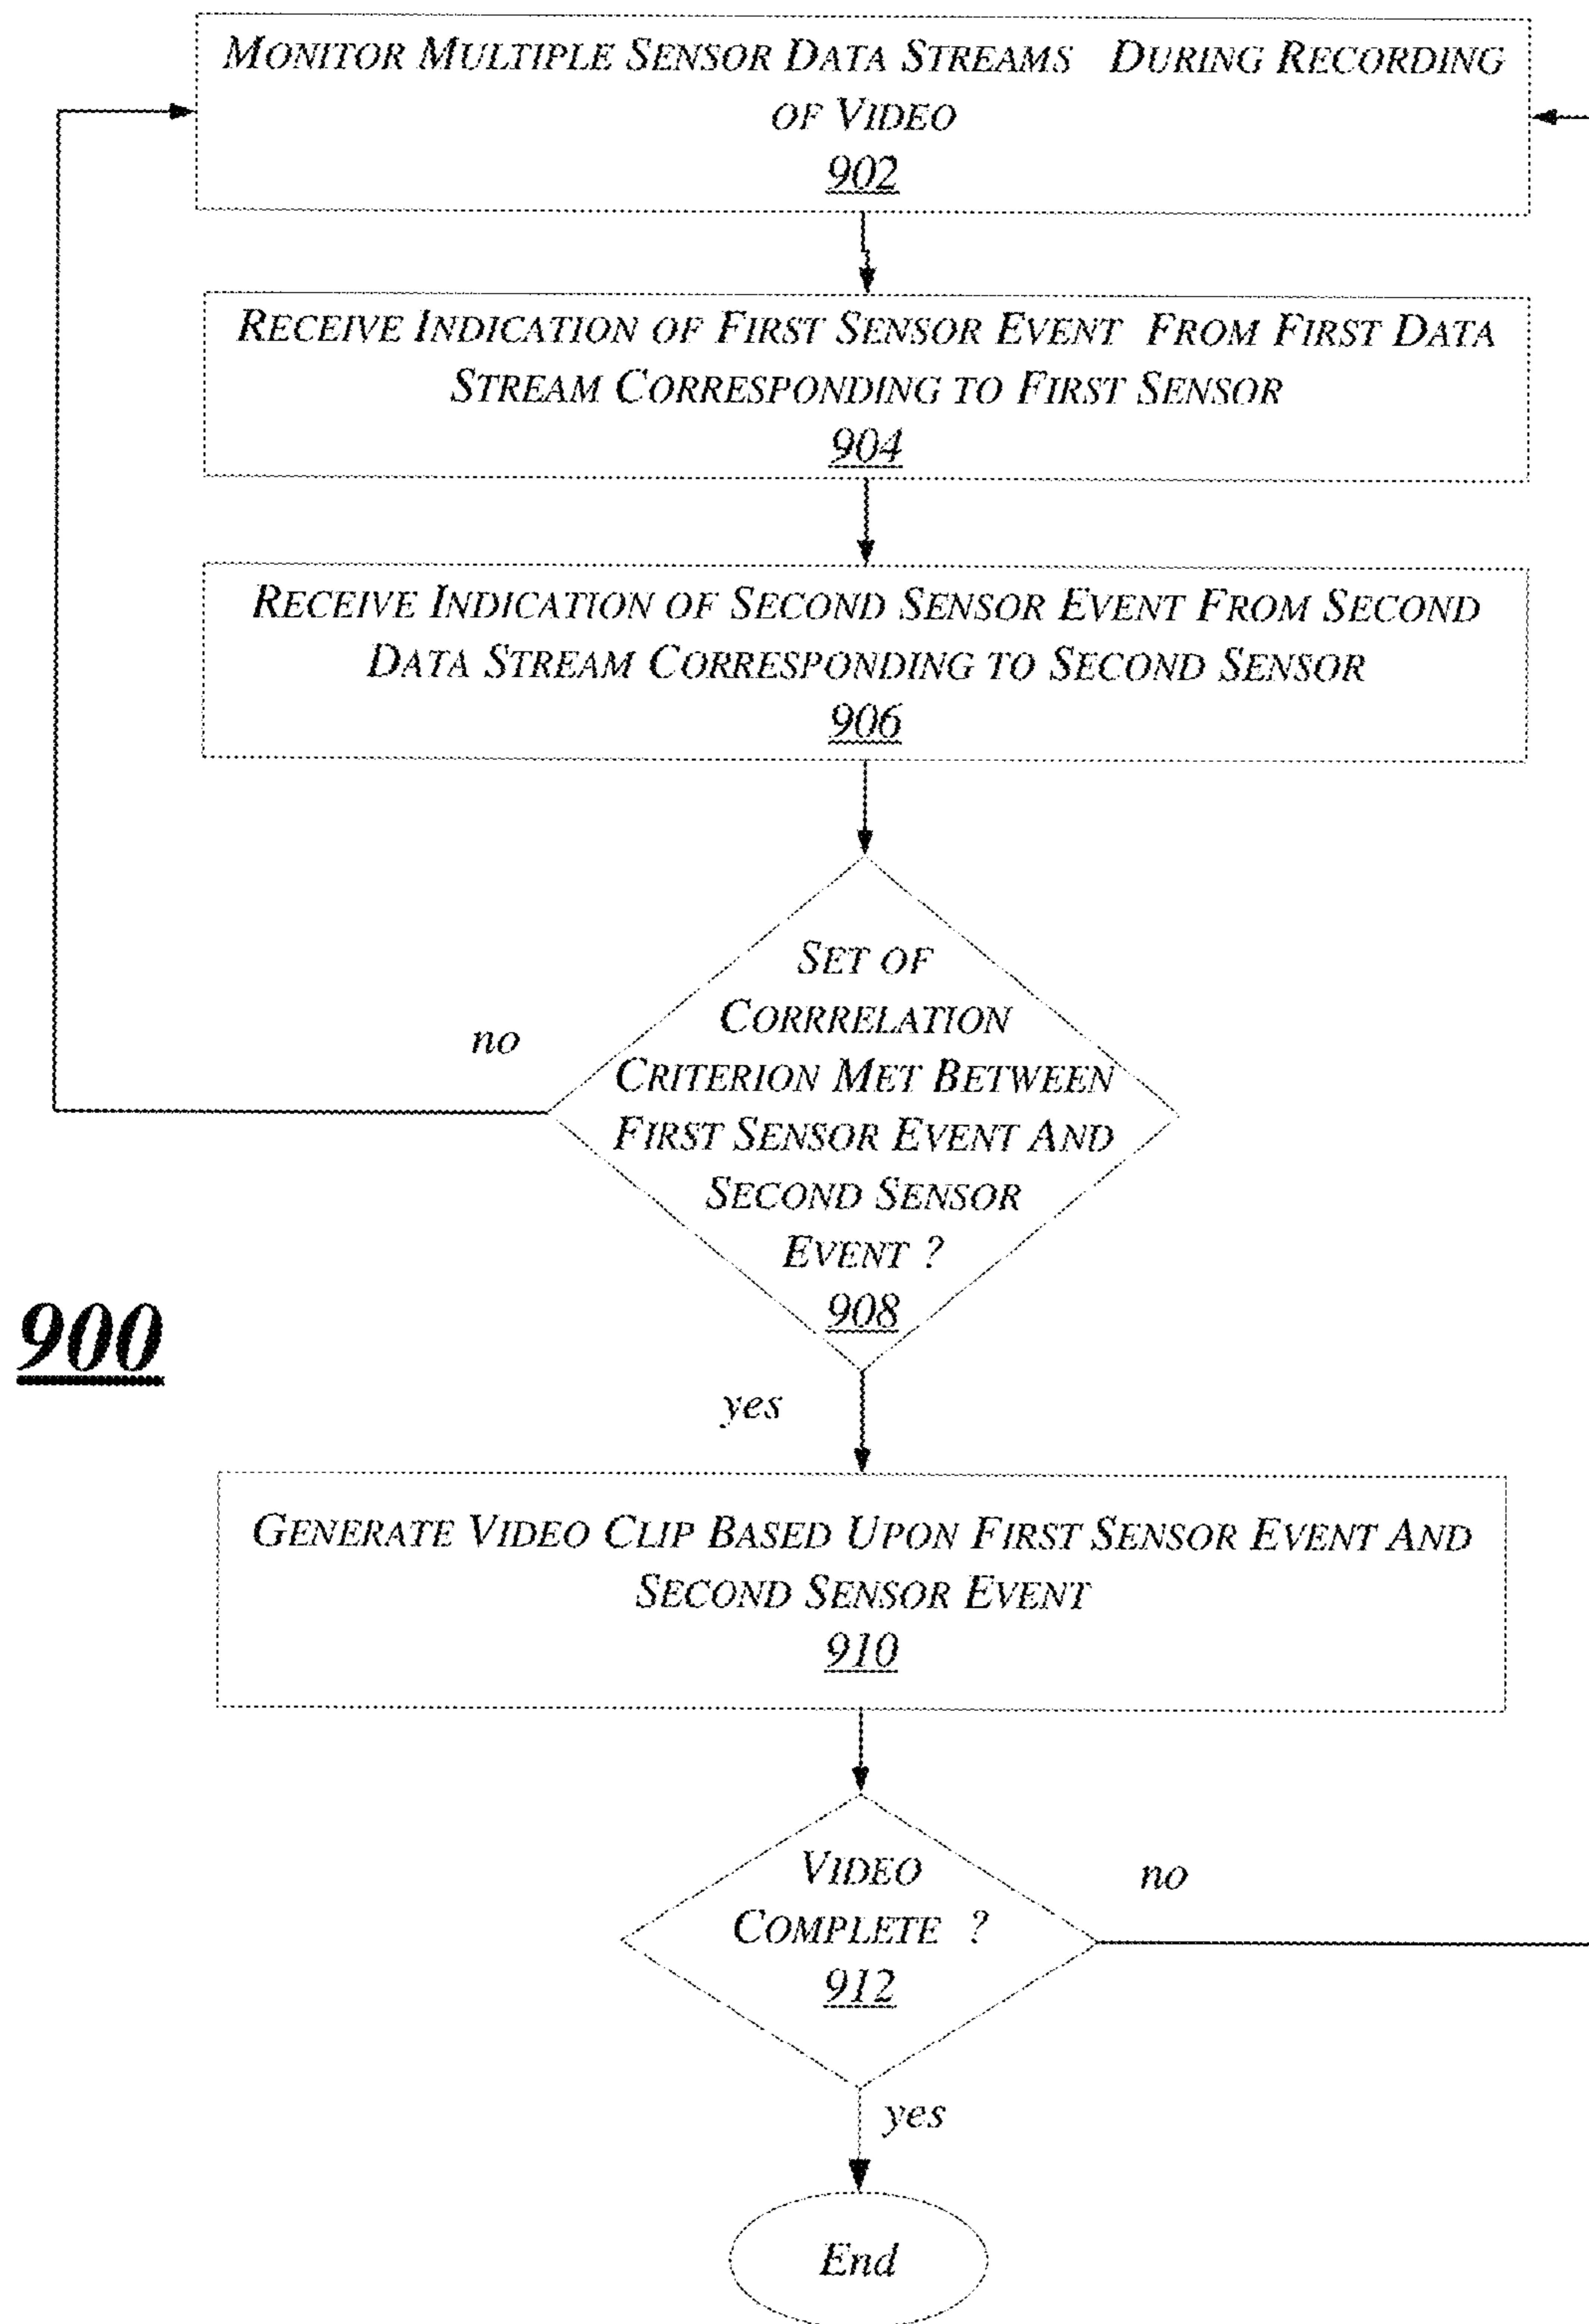 MONITOR MULTIPLE SENSOR DATA STREAMS DURING RECORDING
OF VIDEO
902
RECEIVE INDICATION OF FIRST SENSOR EVENT FROM FIRST DATA
STREAM CORRESPONDING TO FIRST SENSOR
904
RECEIVE INDICATION OF SECOND SENSOR EVENT FROM SECOND
DATA STREAM CORRESPONDING TO SECOND SENSOR
906
SET OF
CORRRELATION
CRITERION MET BETWEEN
FIRST SENSOR EVENT AND
SECOND SENSOR
EVENT ?
908
no
900
yes
GENERATE VIDEO CLIP BASED UPON FIRST SENSOR EVENT AND
SECOND SENSOR EVENT
910
VIDEO
COMPLETE ?
912
no
yes
End